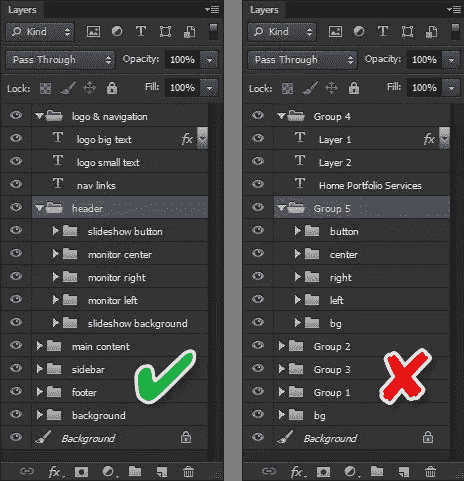 Layers
Kind
Pass Through Opacity: 100%
Lock: Fill: 100%
logo & navigation
T logo big text fx
T logo small text
T nav links
header
slideshow button
monitor center
monitor right
monitor left
slideshow background
main content
sidebar
footer
background
Background
fx
Layers
Kind
Pass Through Opacity: 100%
Lock: Fill: 100%
Group 4
T Layer 1 fx
T Layer 2
T Home Portfolio Services
Group 5
button
center
right
left
bg
Group 2
Group 3
Group 1
bg
Background
fx